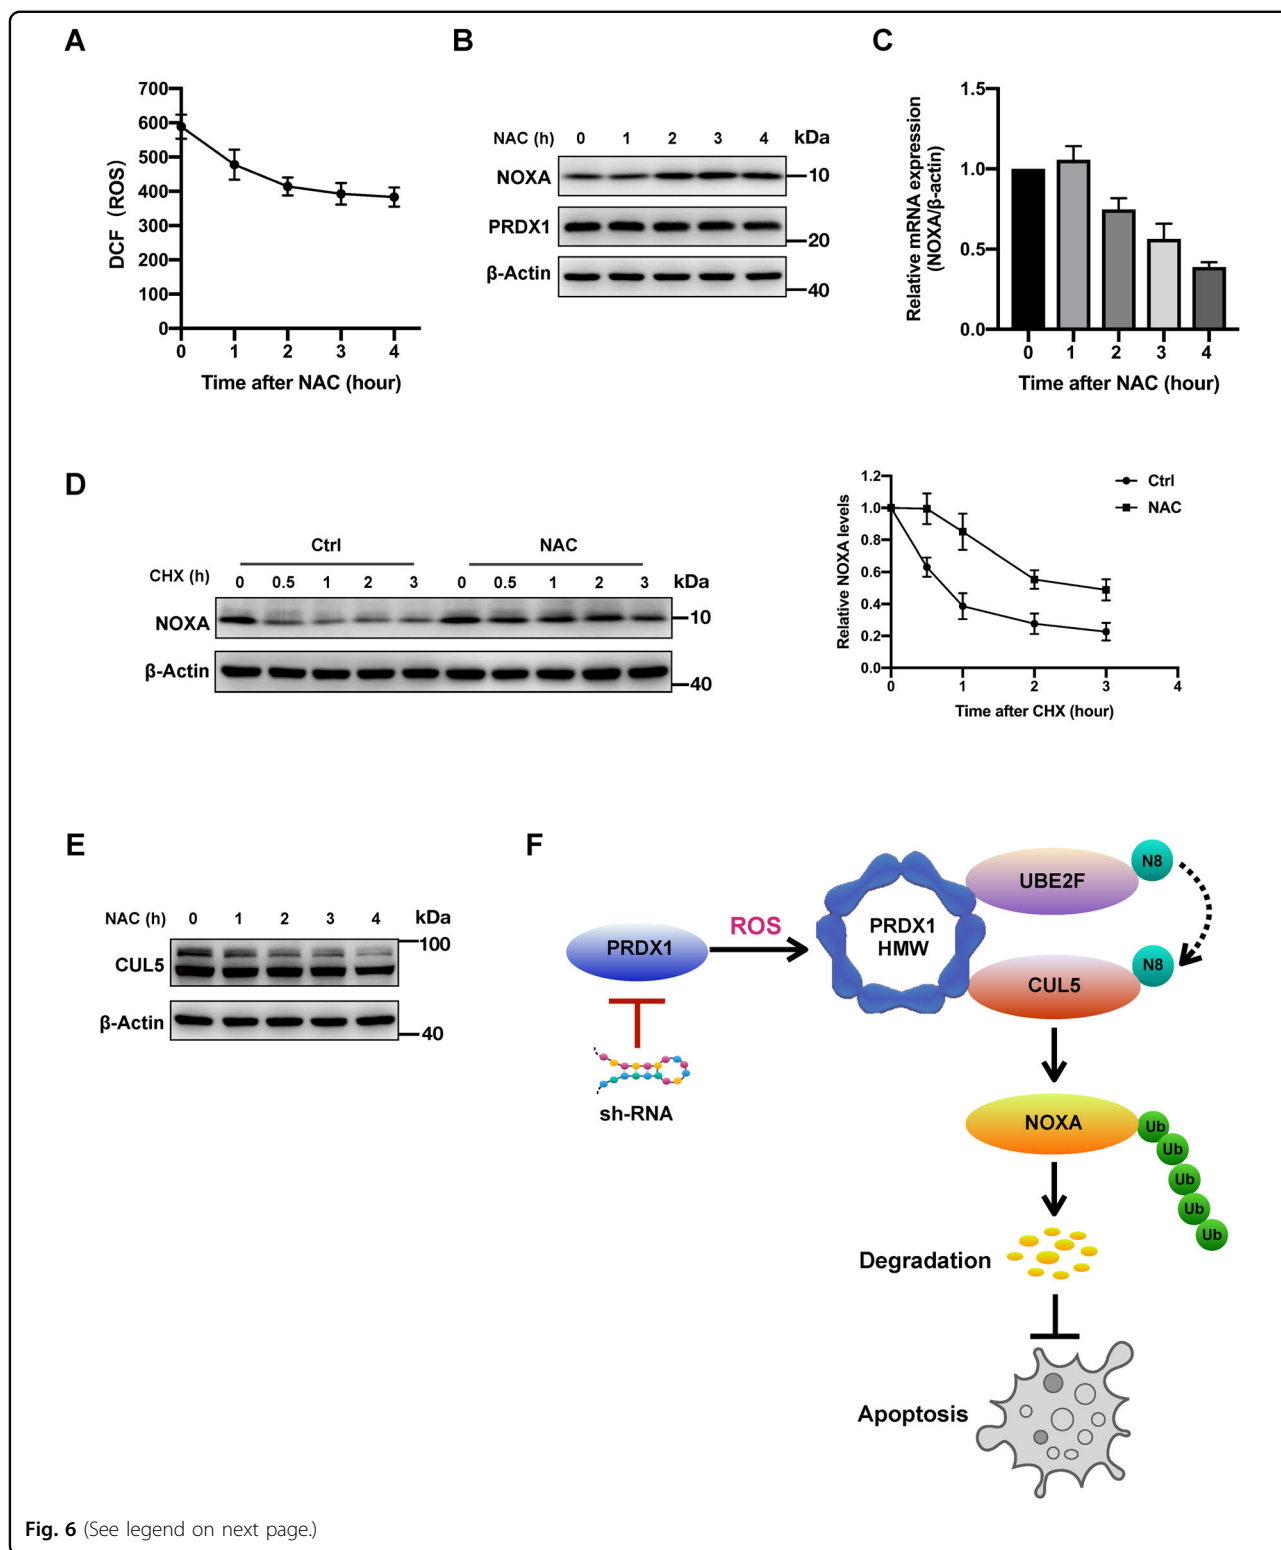 A
700
600
500
400
300
200
100
0
DCF (ROS)
0 1 2 3 4
Time after NAC (hour)
B
NAC (h) 0 1 2 3 4 kDa
NOXA 10
PRDX1 20
β-Actin 40
C
1.5
1.0
0.5
0.0
Relative mRNA expression
(NOXA/β-actin)
0 1 2 3 4
Time after NAC (hour)
D
Ctrl NAC
CHX (h) 0 0.5 1 2 3 0 0.5 1 2 3 kDa
NOXA 10
β-Actin 40
1.2
1.0
0.8
0.6
0.4
0.2
0.0
Relative NOXA levels
0 1 2 3 4
Time after CHX (hour)
Ctrl
NAC
E
NAC (h) 0 1 2 3 4 kDa
100
CUL5
β-Actin 40
F
PRDX1
ROS
PRDX1
HMW
UBE2F
N8
CUL5
N8
sh-RNA
NOXA
Ub
Ub
Ub
Ub
Ub
Degradation
Apoptosis
Fig. 6 (See legend on next page.)